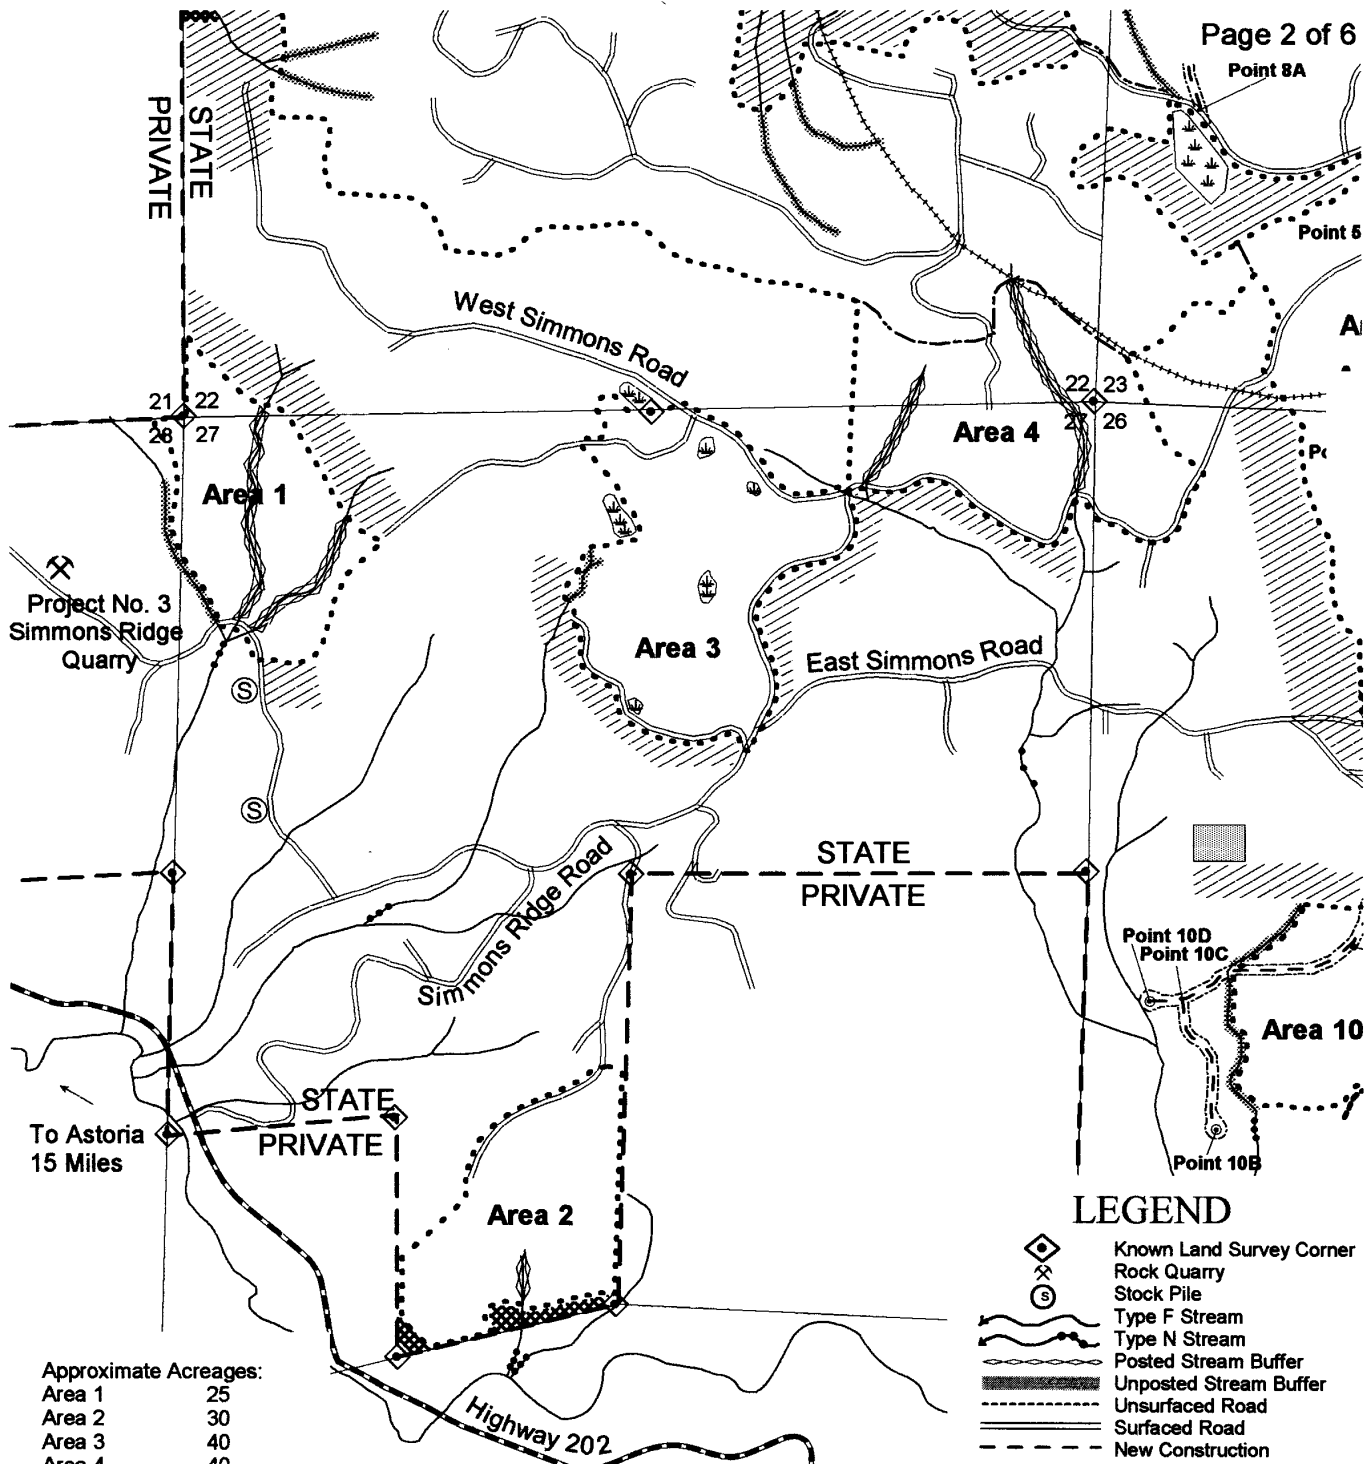 Page 2 of 6
Point 8A
STATE
PRIVATE
Point 5
West Simmons Road
21 22
28 27
22 23
27 26
Area 4
Area 1
Project No. 3
Simmons Ridge
Quarry
Area 3
East Simmons Road
S
S
STATE
PRIVATE
Simmons Ridge Road
Point 10D
Point 10C
Area 10
To Astoria
15 Miles
STATE
PRIVATE
Point 10B
Area 2
LEGEND
Known Land Survey Corner
Rock Quarry
S Stock Pile
Type F Stream
Type N Stream
Posted Stream Buffer
Unposted Stream Buffer
Unsurfaced Road
Surfaced Road
New Construction
Approximate Acreages:
Area 1 25
Area 2 30
Area 3 40
Area 4 40
Highway 202